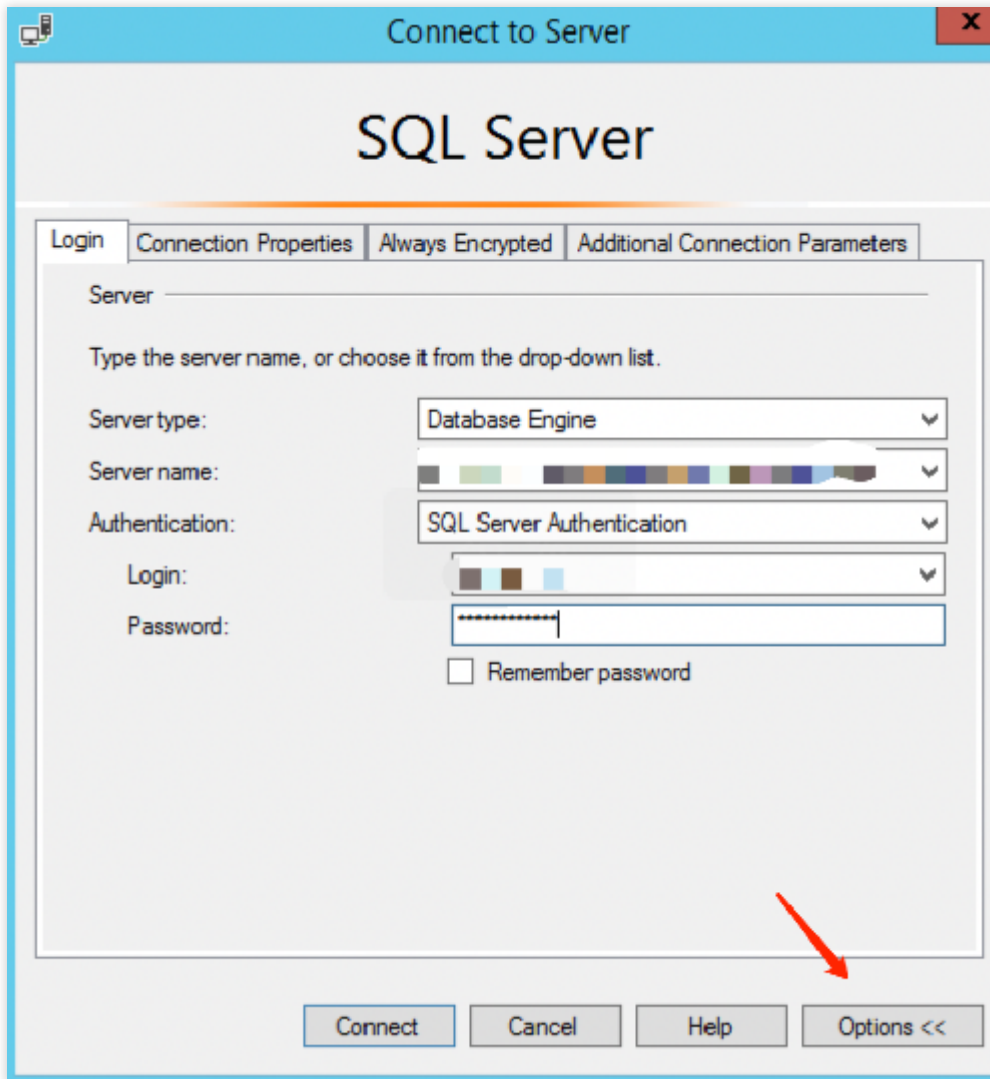 Connect to Server
X
SQL Server
Login Connection Properties Always Encrypted Additional Connection Parameters
Server
Type the server name, or choose it from the drop-down list.
Server type: Database Engine
Server name:
Authentication: SQL Server Authentication
Login:
Password: ************
Remember password
Connect Cancel Help Options <<